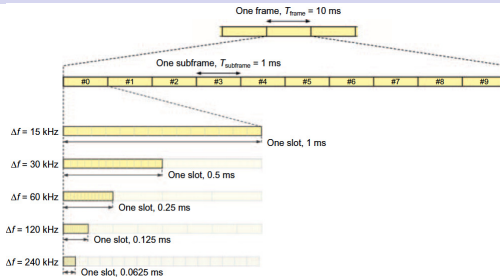 One frame, Tframe = 10 ms
One subframe, Tsubframe = 1 ms
#0 #1 #2 #3 #4 #5 #6 #7 #8 #9
Δf = 15 kHz
One slot, 1 ms
Δf = 30 kHz
One slot, 0.5 ms
Δf = 60 kHz
One slot, 0.25 ms
Δf = 120 kHz
One slot, 0.125 ms
Δf = 240 kHz
One slot, 0.0625 ms